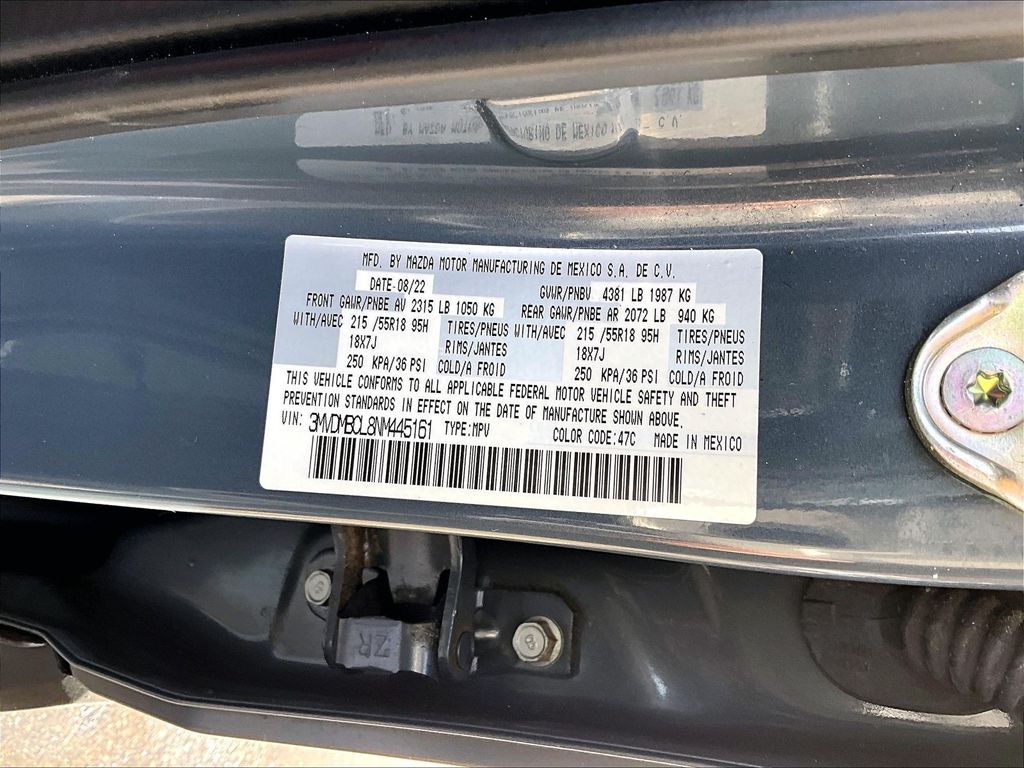 MFD. BY MAZDA MOTOR MANUFACTURING DE MEXICO S.A. DE C.V.
DATE-08/22 GVWR/PNBV 4381 LB 1987 KG
FRONT GAWR/PNBE AV 2315 LB 1050 KG REAR GAWR/PNBE AR 2072 LB 940 KG
WITH/AVEC 215 /55R18 95H TIRES/PNEUS WITH/AVEC 215 /55R18 95H TIRES/PNEUS
18X7J RIMS/JANTES 18X7J RIMS/JANTES
250 KPA/36 PSI COLD/A FROID 250 KPA/36 PSI COLD/A FROID
THIS VEHICLE CONFORMS TO ALL APPLICABLE FEDERAL MOTOR VEHICLE SAFETY AND THEFT
PREVENTION STANDARDS IN EFFECT ON THE DATE OF MANUFACTURE SHOWN ABOVE.
VIN: 3MVDMBCL8NM445161 TYPE:MPV COLOR CODE:47C MADE IN MEXICO
ZR